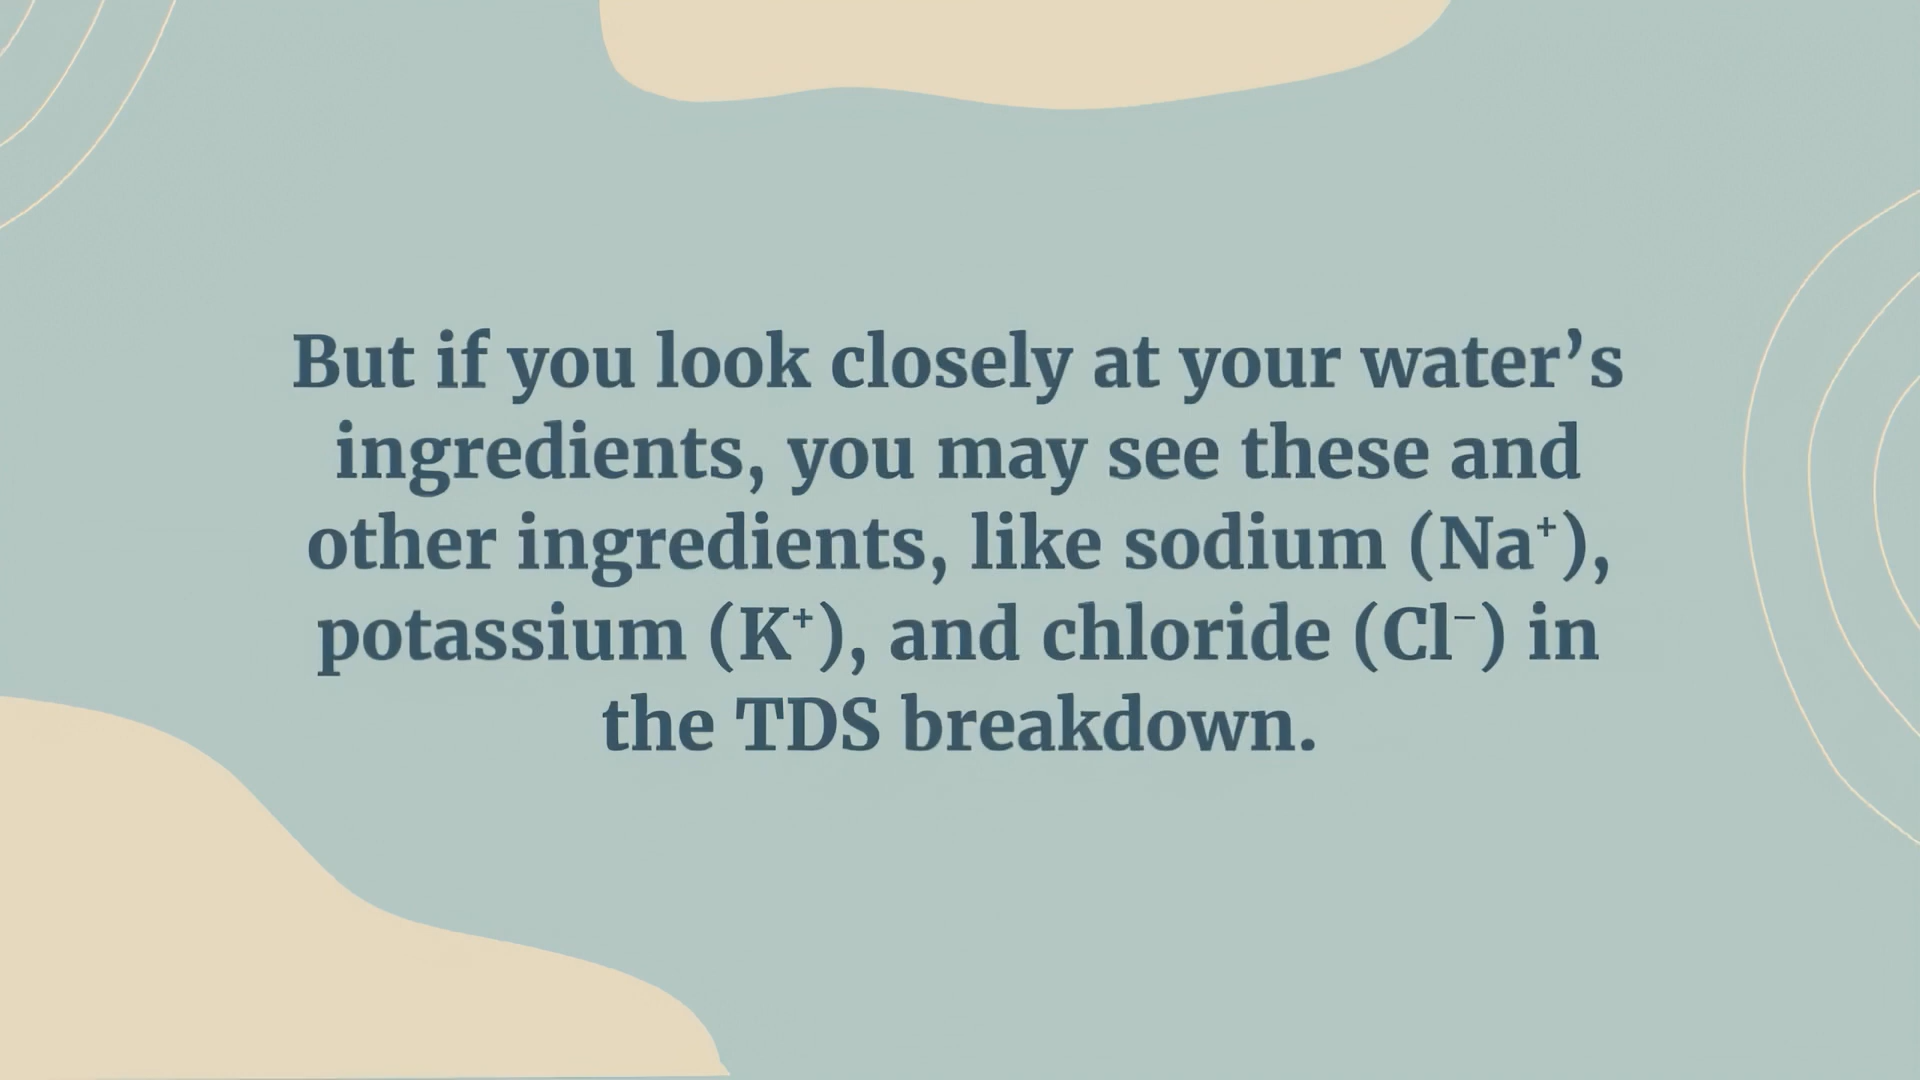 But if you look closely at your water’s
ingredients, you may see these and
other ingredients, like sodium (Na⁺),
potassium (K⁺), and chloride (Cl⁻) in
the TDS breakdown.